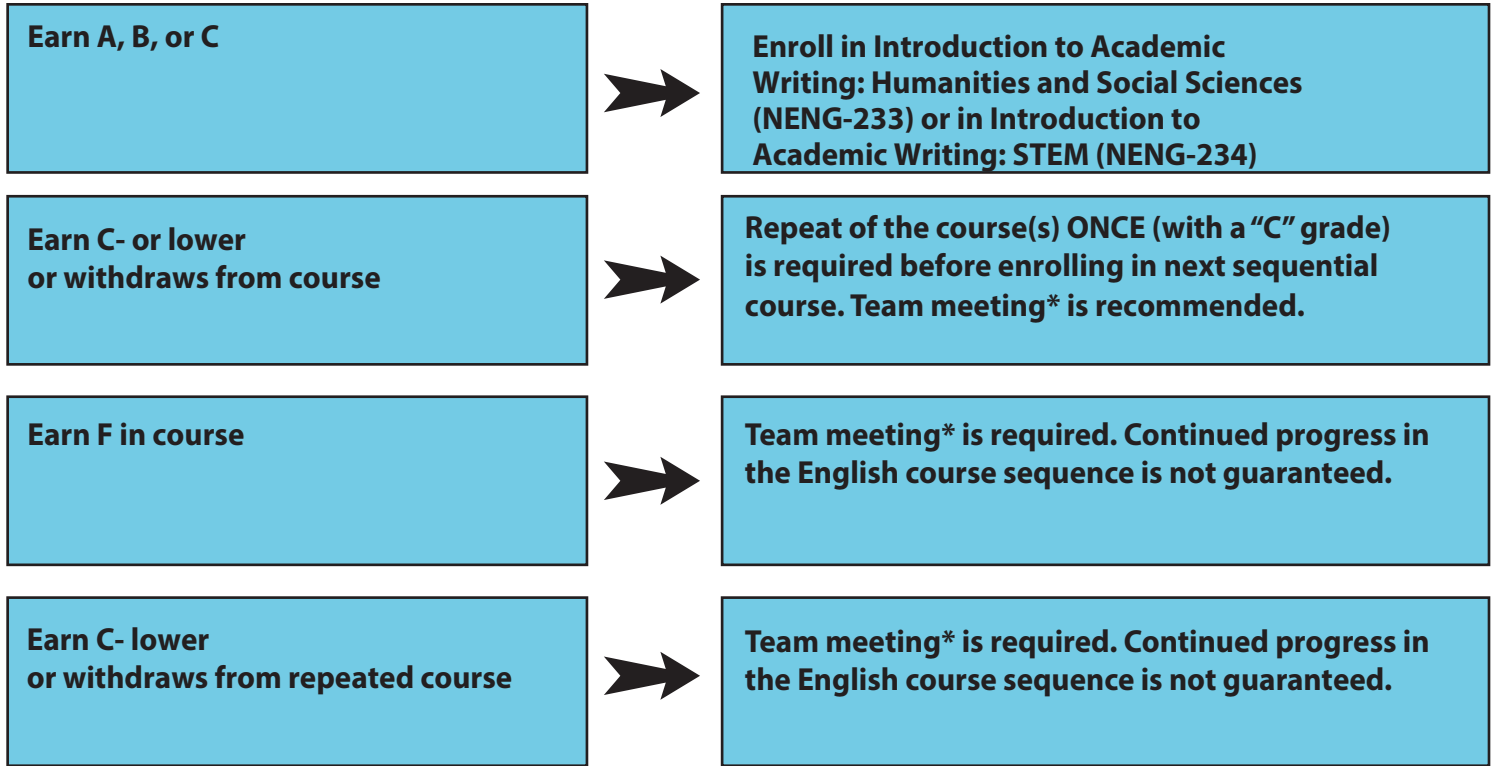 Earn A, B, or C
Enroll in Introduction to Academic
Writing: Humanities and Social Sciences
(NENG-233) or in Introduction to
Academic Writing: STEM (NENG-234)
Earn C- or lower
or withdraws from course
Repeat of the course(s) ONCE (with a “C” grade)
is required before enrolling in next sequential
course. Team meeting* is recommended.
Earn F in course
Team meeting* is required. Continued progress in
the English course sequence is not guaranteed.
Earn C- lower
or withdraws from repeated course
Team meeting* is required. Continued progress in
the English course sequence is not guaranteed.